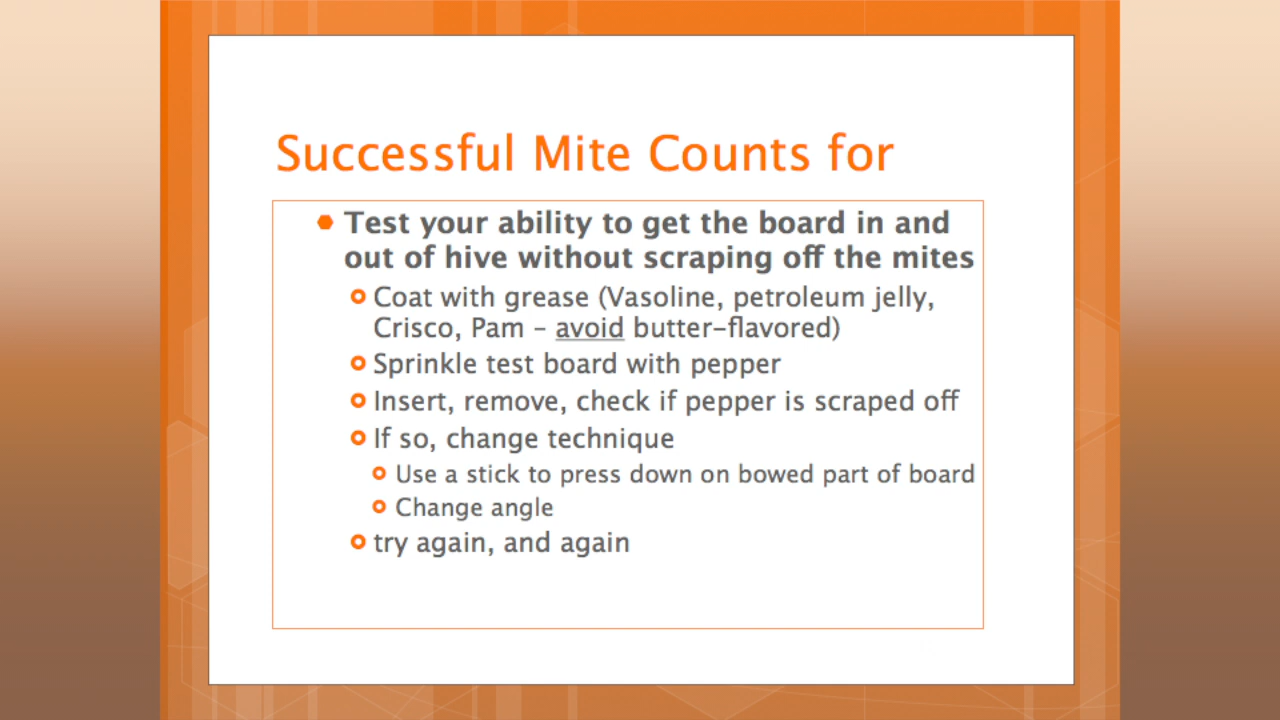 Successful Mite Counts for
Test your ability to get the board in and
out of hive without scraping off the mites
Coat with grease (Vasoline, petroleum jelly,
Crisco, Pam – avoid butter–flavored)
Sprinkle test board with pepper
Insert, remove, check if pepper is scraped off
If so, change technique
Use a stick to press down on bowed part of board
Change angle
try again, and again